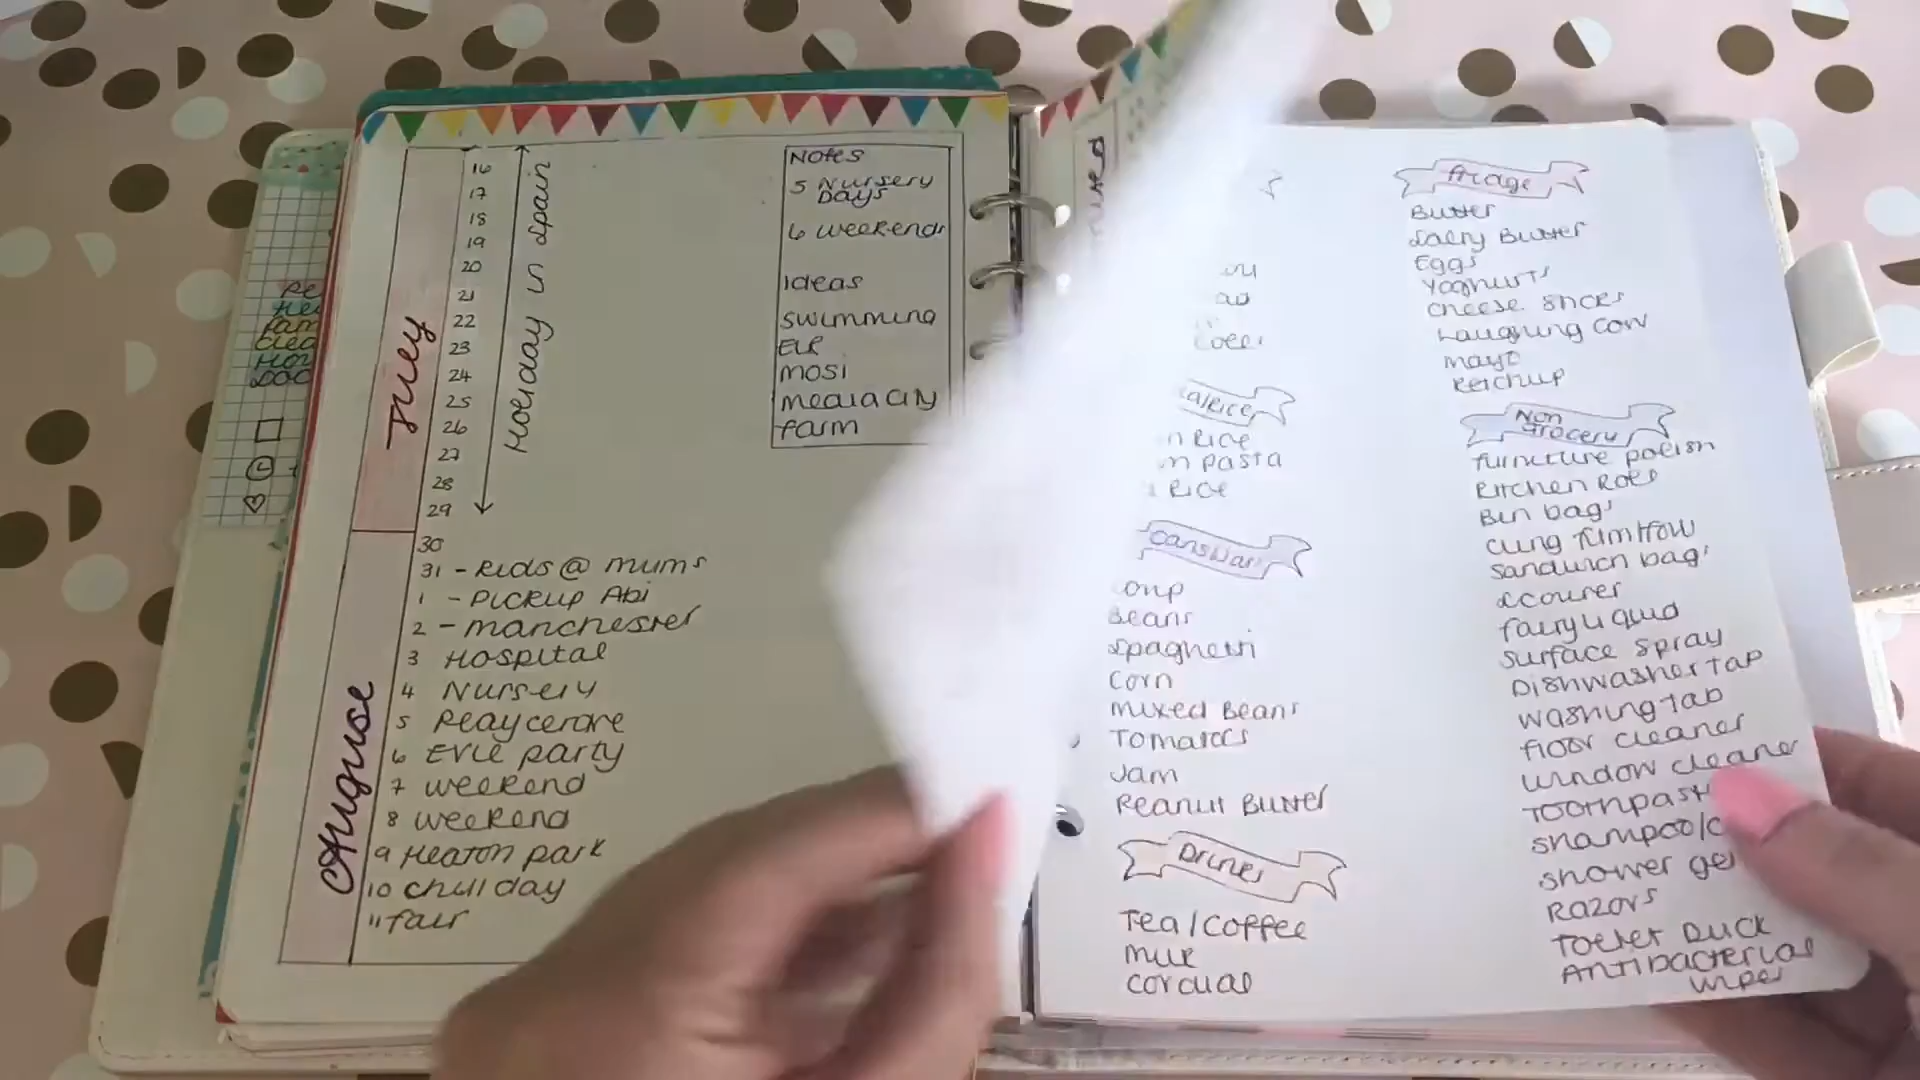 July
16
17
18
19
20
21
22
23
24
25
26
27
28
29
Holiday in Spain
30
31 - Kids @ mums
August
1 - Pickup Abi
2 - Manchester
3 Hospital
4 Nursery
5 Playcentre
6 Evie party
7 weekend
8 weekend
9 Heaton park
10 chill day
11 fair
Notes
5 Nursery
Days
6 weekends
Ideas
swimming
mosi
media city
farm
Rice
Pasta
Rice
Beans
Spaghetti
Corn
Mixed Beans
Tomatoes
Jam
Peanut Butter
Drinks
Tea/Coffee
Milk
Cordial
Fridge
Butter
Eggs
Yoghurts
Cheese slices
Laughing Cow
Mayo
Ketchup
Non
Grocery
furniture polish
Kitchen Roll
Bin bags
cling film/foil
sandwich bags
scourer
fairy liquid
surface spray
Dishwasher tab
washing tab
floor cleaner
window cleaner
Toothpast
shampoo/c
shower gel
Razors
Toilet Duck
Antibacterial
wipes